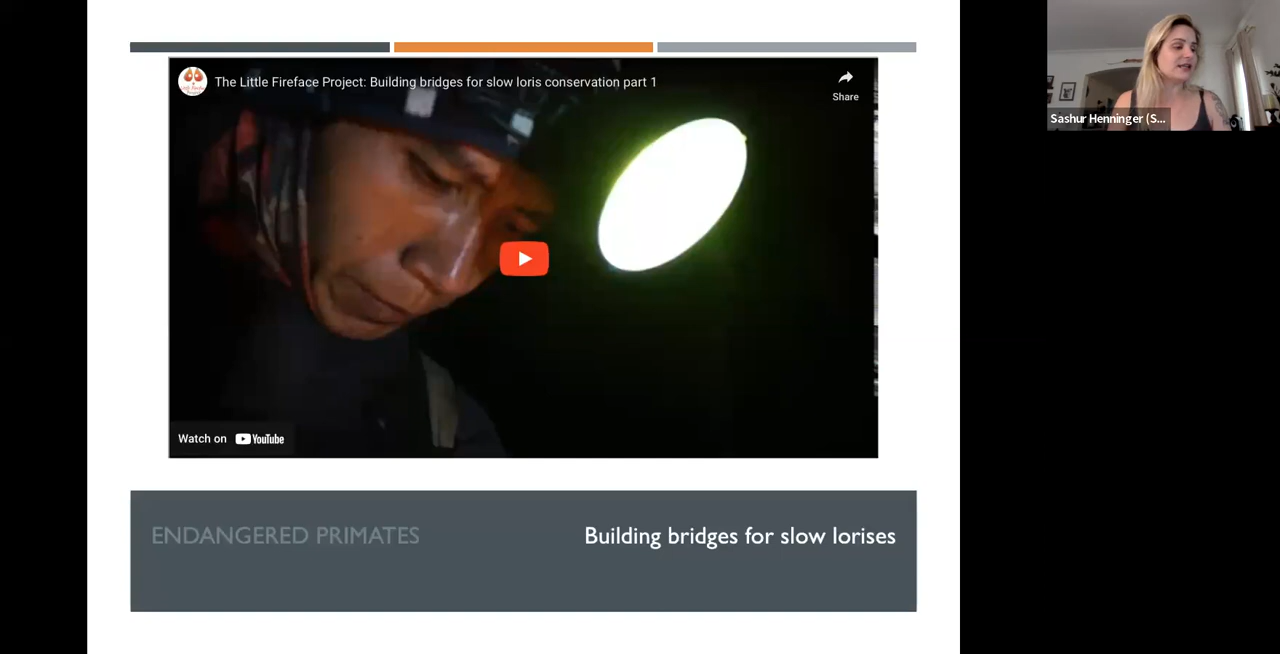 The Little Fireface Project: Building bridges for slow loris conservation part 1
Share
Sashur Henninger (S...
Watch on YouTube
ENDANGERED PRIMATES
Building bridges for slow lorises